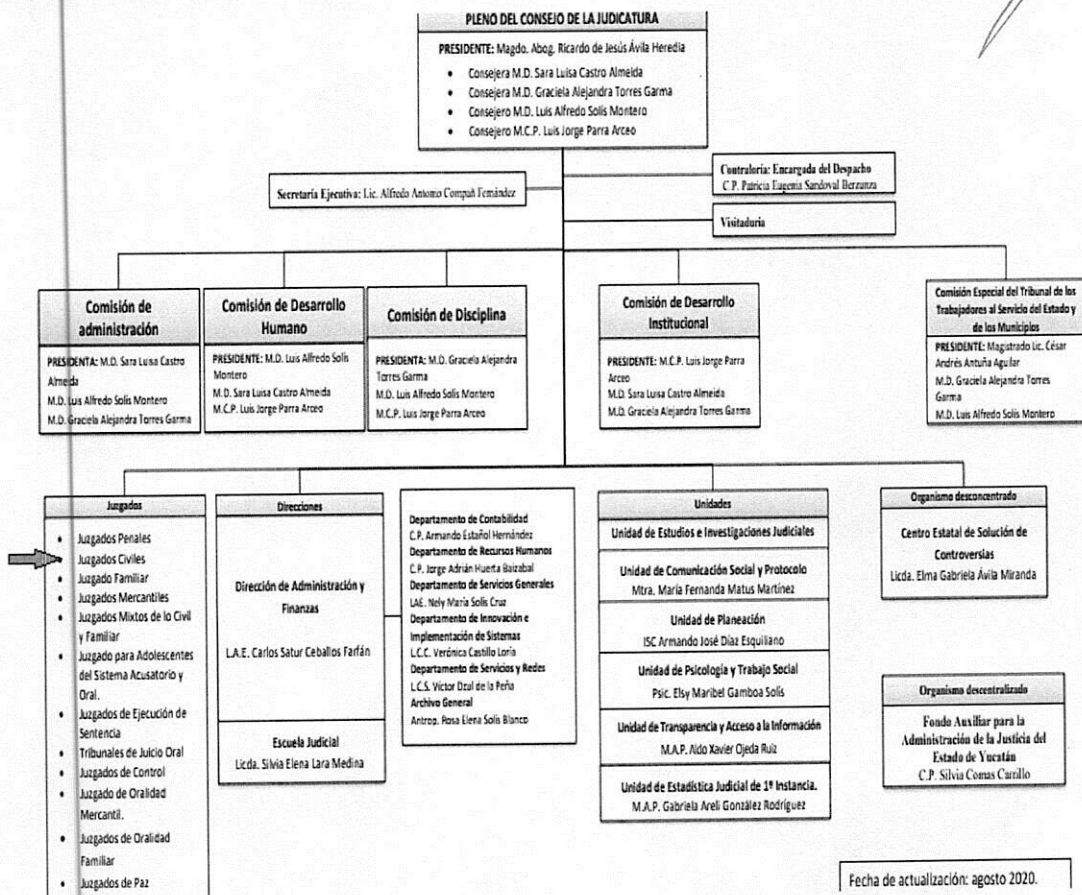 PLENO DEL CONSEJO DE LA JUDICATURA
PRESIDENTE: Magdo. Abog. Ricardo de Jesús Ávila Heredia
• Consejera M.D. Sara Luisa Castro Almeida
• Consejera M.D. Graciela Alejandra Torres Garma
• Consejero M.D. Luis Alfredo Solís Montero
• Consejero M.C.P. Luis Jorge Parra Arceo
Secretaria Ejecutiva: Lic. Alfredo Antonio Compañ Fernández
Contraloría: Encargada del Despacho
C.P. Patricia Eugenia Sandoval Berzunza
Visitaduría
Comisión de
administración
PRESIDENTA: M.D. Sara Luisa Castro
Almeida
M.D. Luis Alfredo Solís Montero
M.D. Graciela Alejandra Torres Garma
Comisión de Desarrollo
Humano
PRESIDENTE: M.D. Luis Alfredo Solís
Montero
M.D. Sara Luisa Castro Almeida
M.C.P. Luis Jorge Parra Arceo
Comisión de Disciplina
PRESIDENTA: M.D. Graciela Alejandra
Torres Garma
M.D. Luis Alfredo Solís Montero
M.C.P. Luis Jorge Parra Arceo
Comisión de Desarrollo
Institucional
PRESIDENTE: M.C.P. Luis Jorge Parra
Arceo
M.D. Sara Luisa Castro Almeida
M.D. Graciela Alejandra Torres Garma
Comisión Especial del Tribunal de los
Trabajadores al Servicio del Estado y
de los Municipios
PRESIDENTE: Magistrado Lic. César
Andrés Antuña Aguilar
M.D. Graciela Alejandra Torres
Garma
M.D. Luis Alfredo Solís Montero
Juzgados
• Juzgados Penales
• Juzgados Civiles
• Juzgado Familiar
• Juzgados Mercantiles
• Juzgados Mixtos de lo Civil
y Familiar
• Juzgado para Adolescentes
del Sistema Acusatorio y
Oral.
• Juzgados de Ejecución de
Sentencia
• Tribunales de Juicio Oral
• Juzgados de Control
• Juzgado de Oralidad
Mercantil.
• Juzgados de Oralidad
Familiar
• Juzgados de Paz
Direcciones
Dirección de Administración y
Finanzas
L.A.E. Carlos Satur Ceballos Farfán
Escuela Judicial
Licda. Silvia Elena Lara Medina
Departamento de Contabilidad
C.P. Armando Estañol Hernández
Departamento de Recursos Humanos
C.P. Jorge Adrián Huerta Baizabal
Departamento de Servicios Generales
LAE. Nely María Solís Cruz
Departamento de Innovación e
Implementación de Sistemas
L.C.C. Verónica Castillo Loría
Departamento de Servicios y Redes
L.C.S. Víctor Dzul de la Peña
Archivo General
Antrop. Rosa Elena Solís Blanco
Unidades
Unidad de Estudios e Investigaciones Judiciales
Unidad de Comunicación Social y Protocolo
Mtra. María Fernanda Matus Martínez
Unidad de Planeación
ISC Armando José Díaz Esquiliano
Unidad de Psicología y Trabajo Social
Psic. Elsy Maribel Gamboa Solís
Unidad de Transparencia y Acceso a la Información
M.A.P. Aldo Xavier Ojeda Ruiz
Unidad de Estadística Judicial de 1ª Instancia.
M.A.P. Gabriela Areli González Rodríguez
Organismo desconcentrado
Centro Estatal de Solución de
Controversias
Licda. Elma Gabriela Ávila Miranda
Organismo descentralizado
Fondo Auxiliar para la
Administración de la Justicia del
Estado de Yucatán
C.P. Silvia Comas Carrillo
Fecha de actualización: agosto 2020.